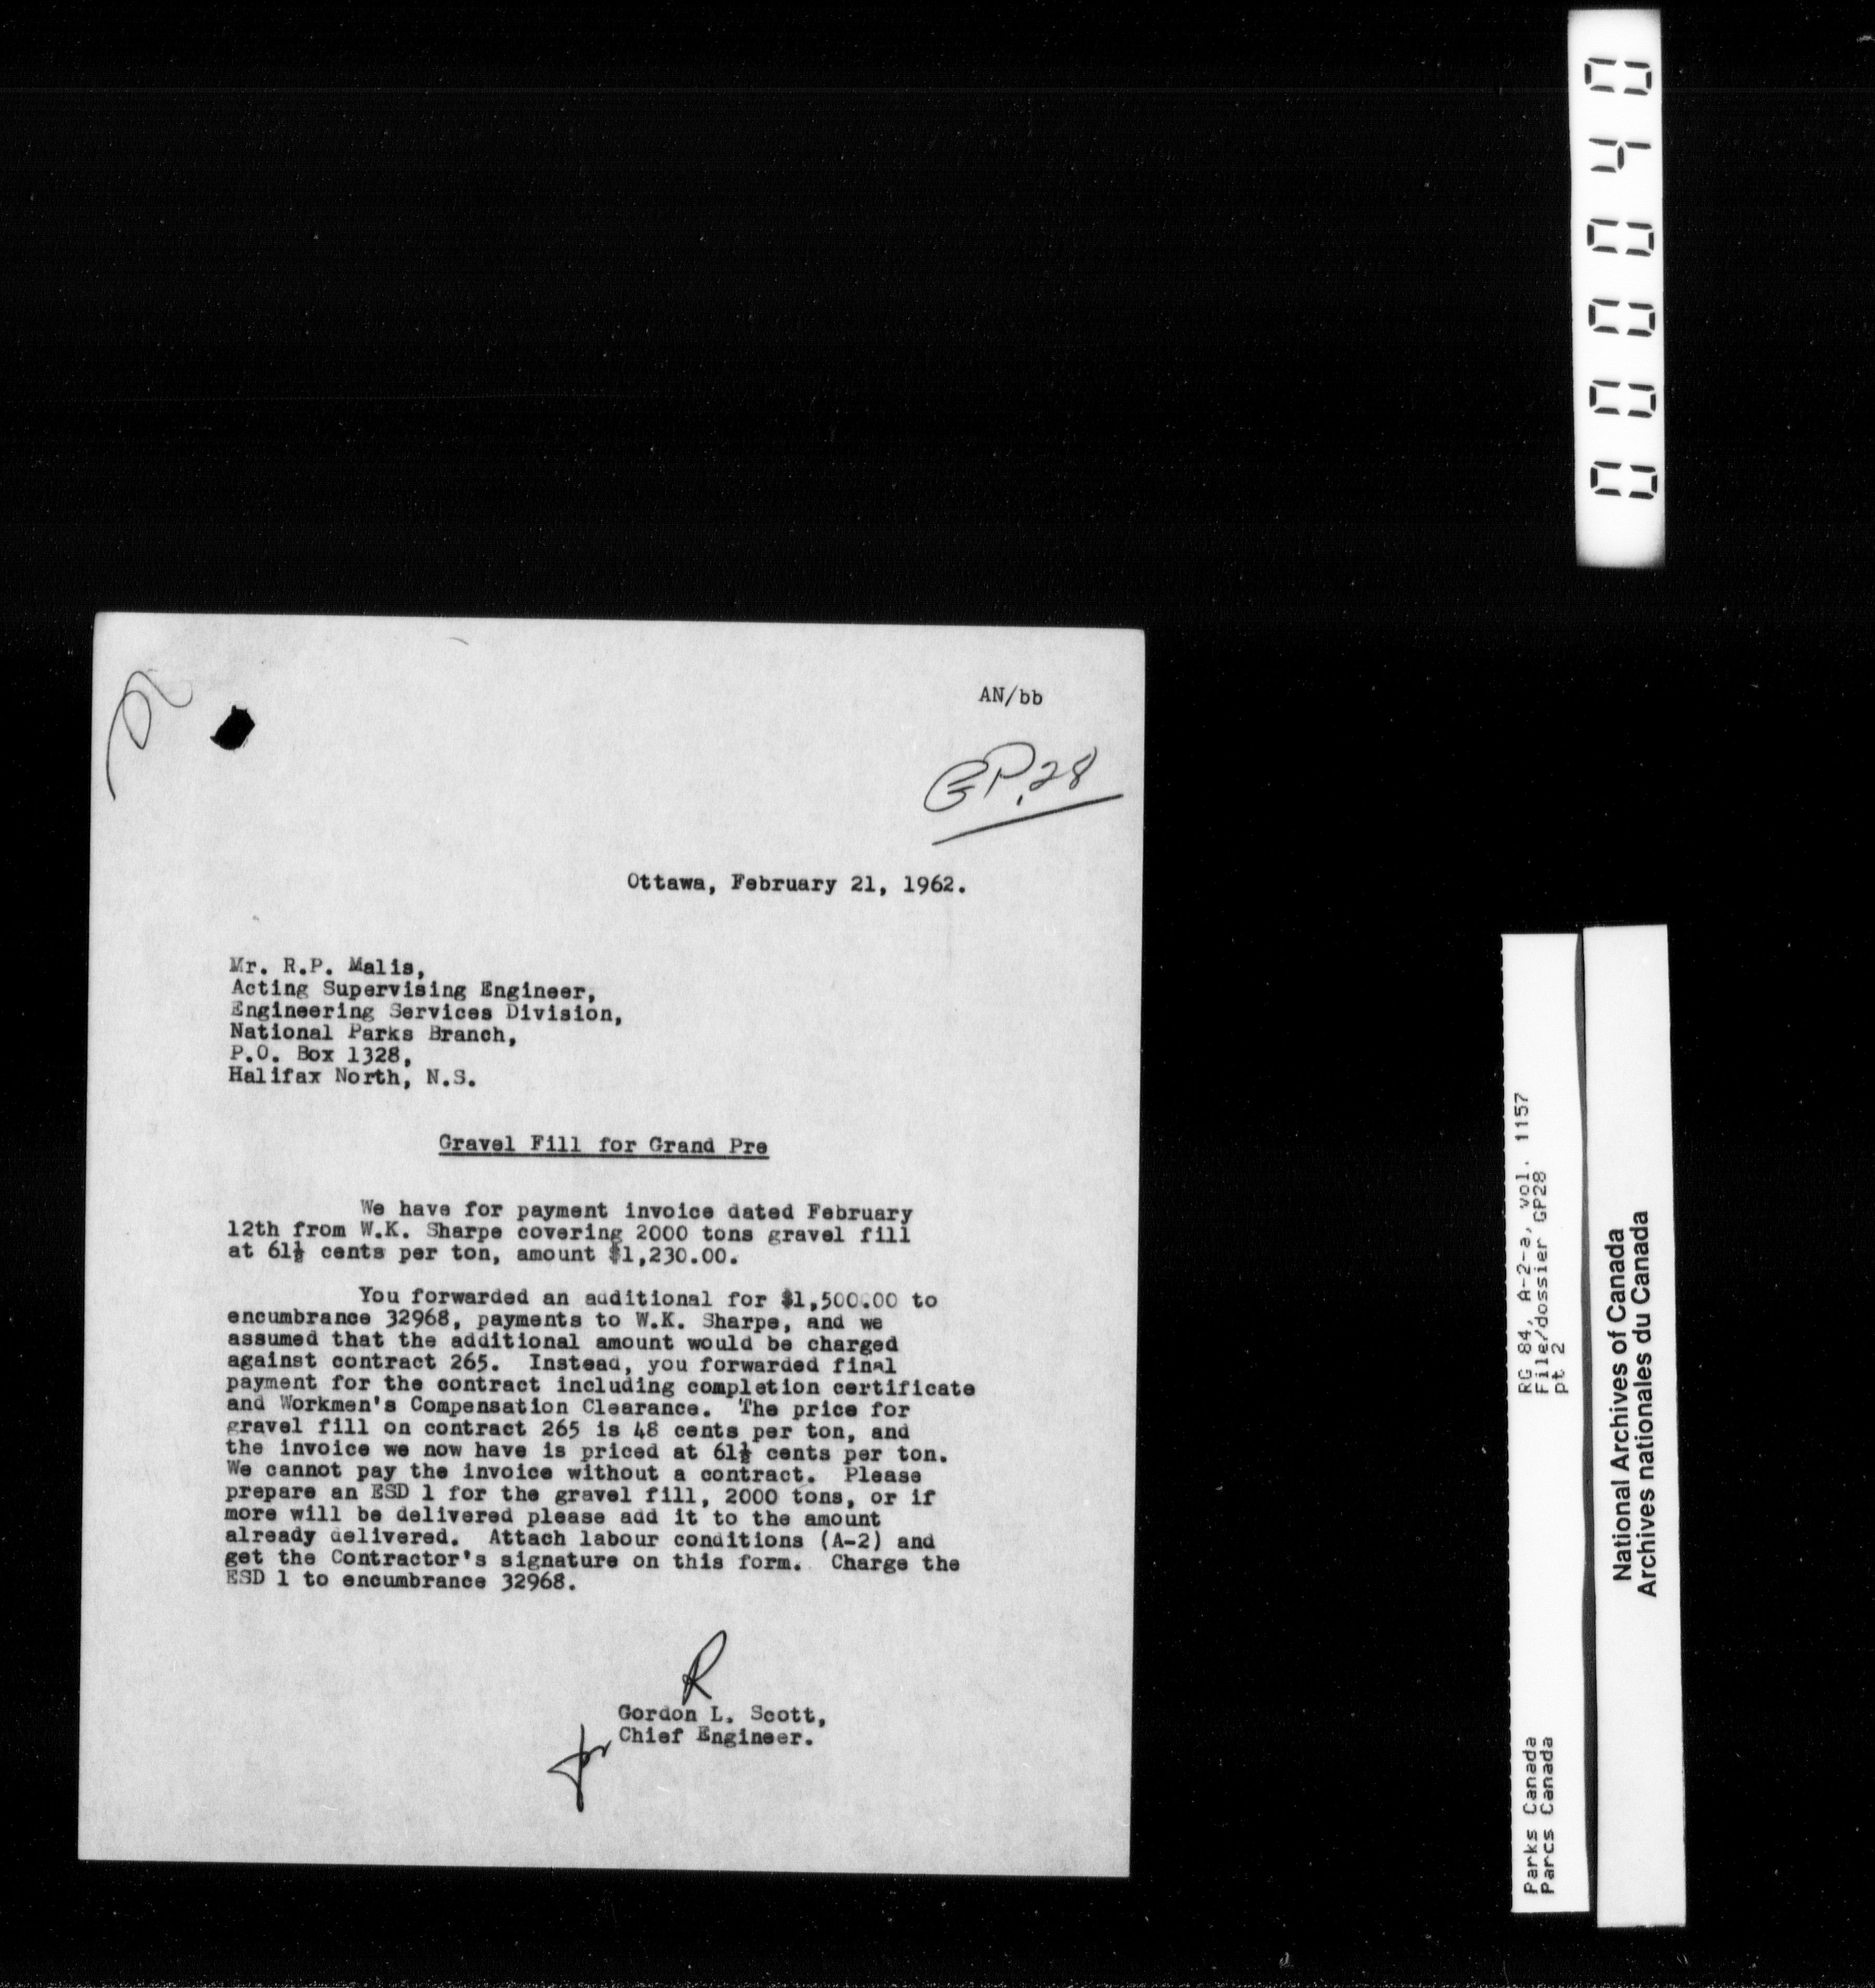 000040
AN/bb
GP.28
Ottawa, February 21, 1962.
Mr. R.P. Malis,
Acting Supervising Engineer,
Engineering Services Division,
National Parks Branch,
P.O. Box 1328,
Halifax North, N.S.
Gravel Fill for Grand Pre
We have for payment invoice dated February
12th from W.K. Sharpe covering 2000 tons gravel fill
at 61½ cents per ton, amount $1,230.00.
You forwarded an additional for $1,500.00 to
encumbrance 32968, payments to W.K. Sharpe, and we
assumed that the additional amount would be charged
against contract 265. Instead, you forwarded final
payment for the contract including completion certificate
and Workmen's Compensation Clearance. The price for
gravel fill on contract 265 is 48 cents per ton, and
the invoice we now have is priced at 61½ cents per ton.
We cannot pay the invoice without a contract. Please
prepare an ESD 1 for the gravel fill, 2000 tons, or if
more will be delivered please add it to the amount
already delivered. Attach labour conditions (A-2) and
get the Contractor's signature on this form. Charge the
ESD 1 to encumbrance 32968.
R
Gordon L. Scott,
for Chief Engineer.
RG 84, A-2-a, vol. 1157
File/dossier GP28
pt 2
Parks Canada
Parcs Canada
National Archives of Canada
Archives nationales du Canada